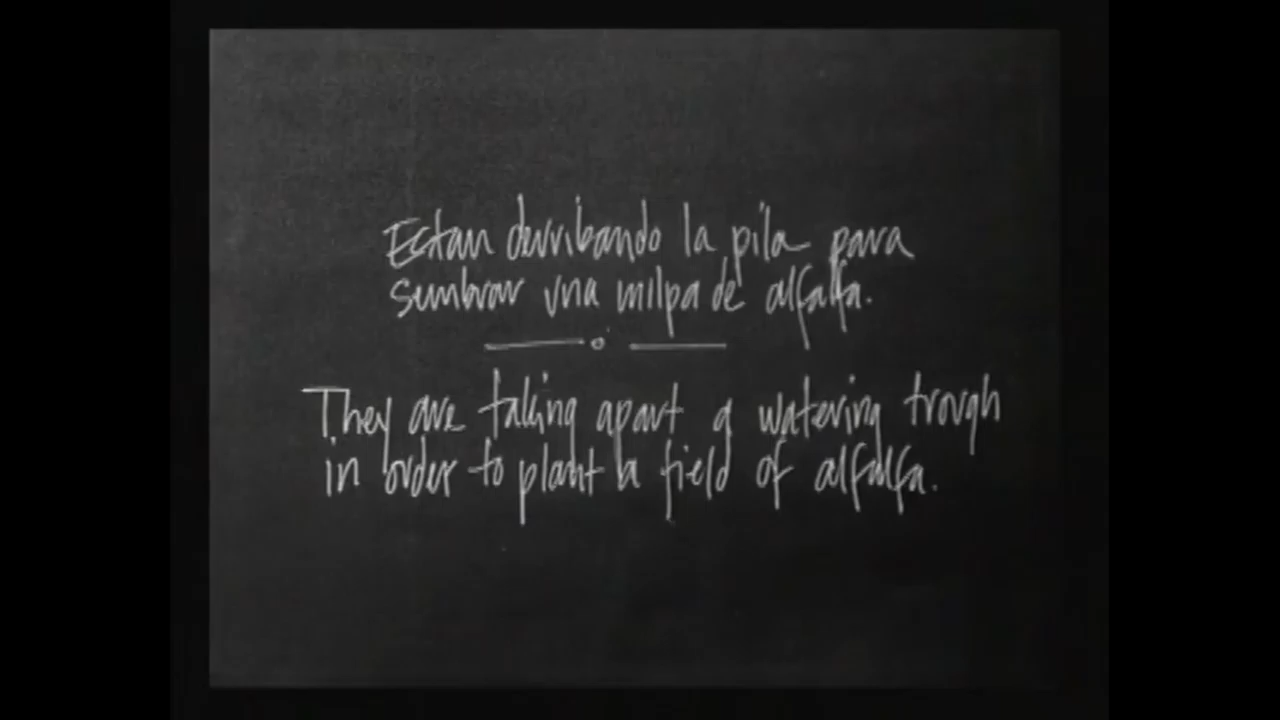 Estan derribando la pila para
sembrar una milpa de alfalfa.
They are taking apart a watering trough
in order to plant a field of alfalfa.